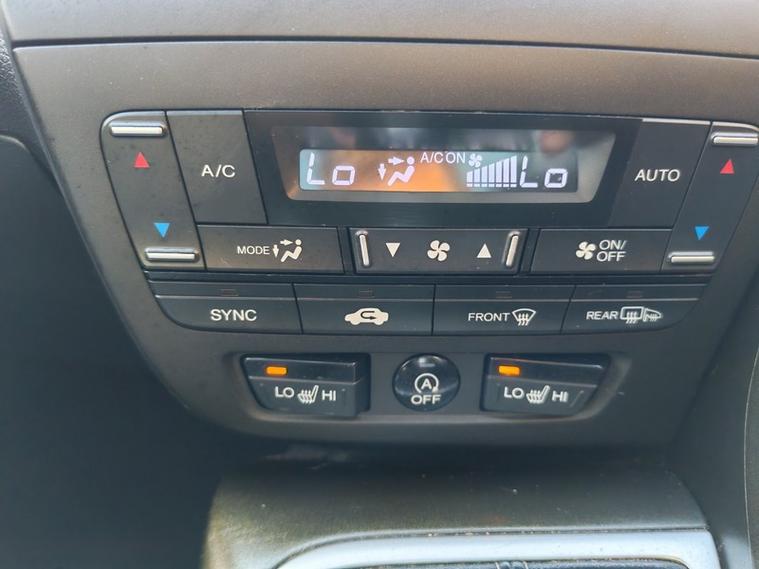 Lo A/C ON Lo
A/C AUTO
MODE ON/
OFF
SYNC FRONT REAR
LO HI A LO HI
OFF